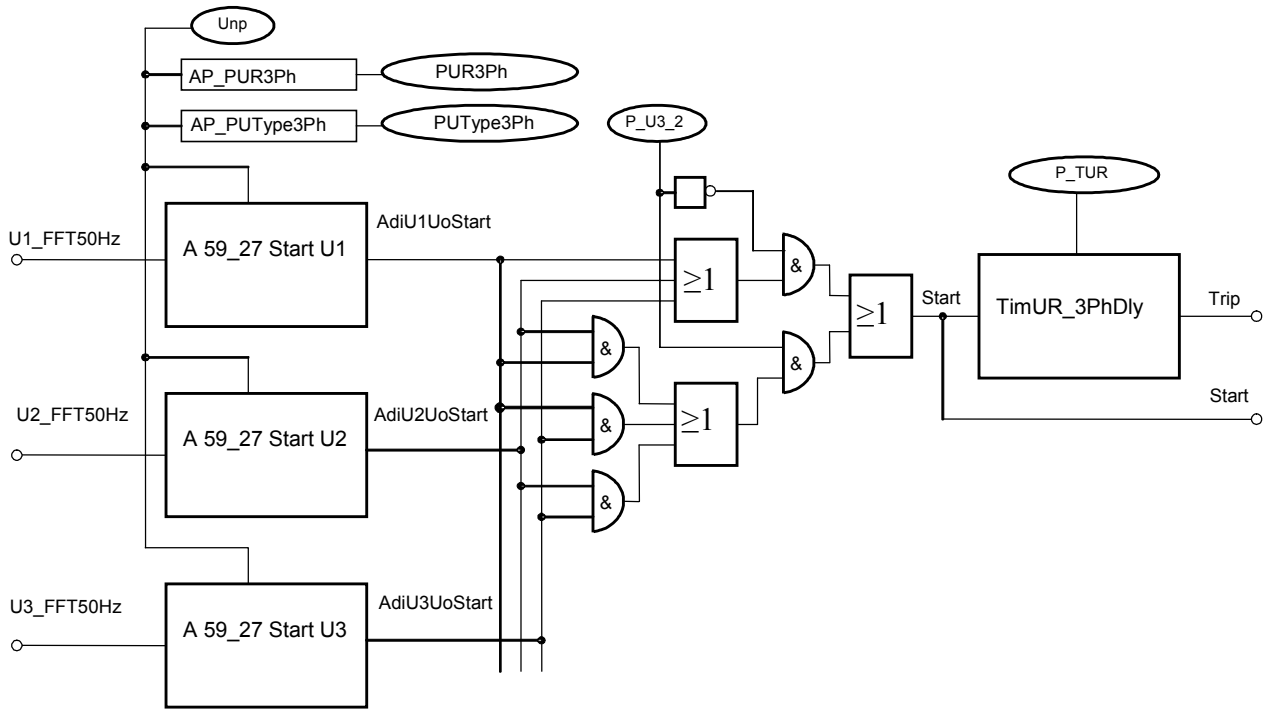 Unp
AP_PUR3Ph
PUR3Ph
AP_PUType3Ph
PUType3Ph
P_U3_2
P_TUR
U1_FFT50Hz
A 59_27 Start U1
AdiU1UoStart
≥1
&
≥1
Start
TimUR_3PhDly
Trip
&
&
U2_FFT50Hz
A 59_27 Start U2
AdiU2UoStart
&
≥1
Start
&
U3_FFT50Hz
A 59_27 Start U3
AdiU3UoStart